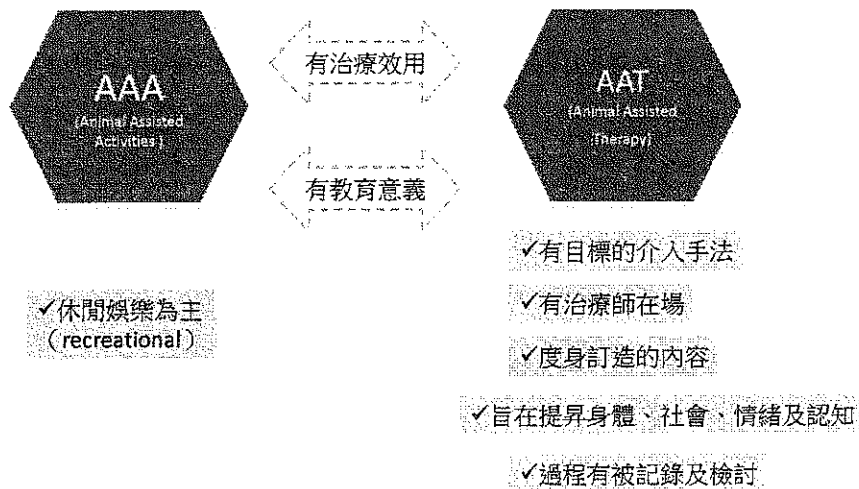 AAA
(Animal Assisted
Activities)
有治療效用
有教育意義
AAT
(Animal Assisted
Therapy)
✓休閒娛樂為主
（recreational）
✓有目標的介入手法
✓有治療師在場
✓度身訂造的內容
✓旨在提昇身體、社會、情緒及認知
✓過程有被記錄及檢討